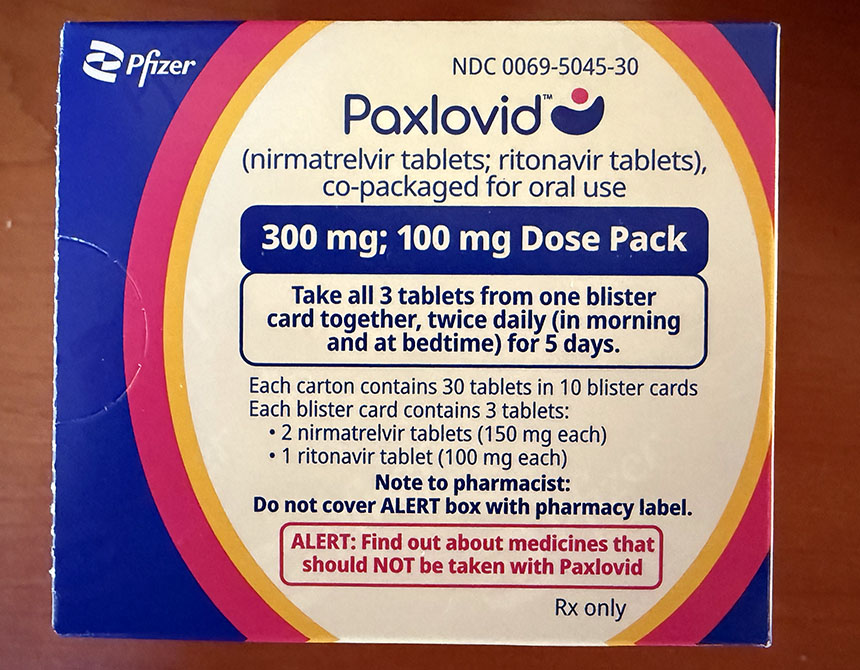 Pfizer
NDC 0069-5045-30
Paxlovid™
(nirmatrelvir tablets; ritonavir tablets),
co-packaged for oral use
300 mg; 100 mg Dose Pack
Take all 3 tablets from one blister
card together, twice daily (in morning
and at bedtime) for 5 days.
Each carton contains 30 tablets in 10 blister cards
Each blister card contains 3 tablets:
• 2 nirmatrelvir tablets (150 mg each)
• 1 ritonavir tablet (100 mg each)
Note to pharmacist:
Do not cover ALERT box with pharmacy label.
ALERT: Find out about medicines that
should NOT be taken with Paxlovid
Rx only